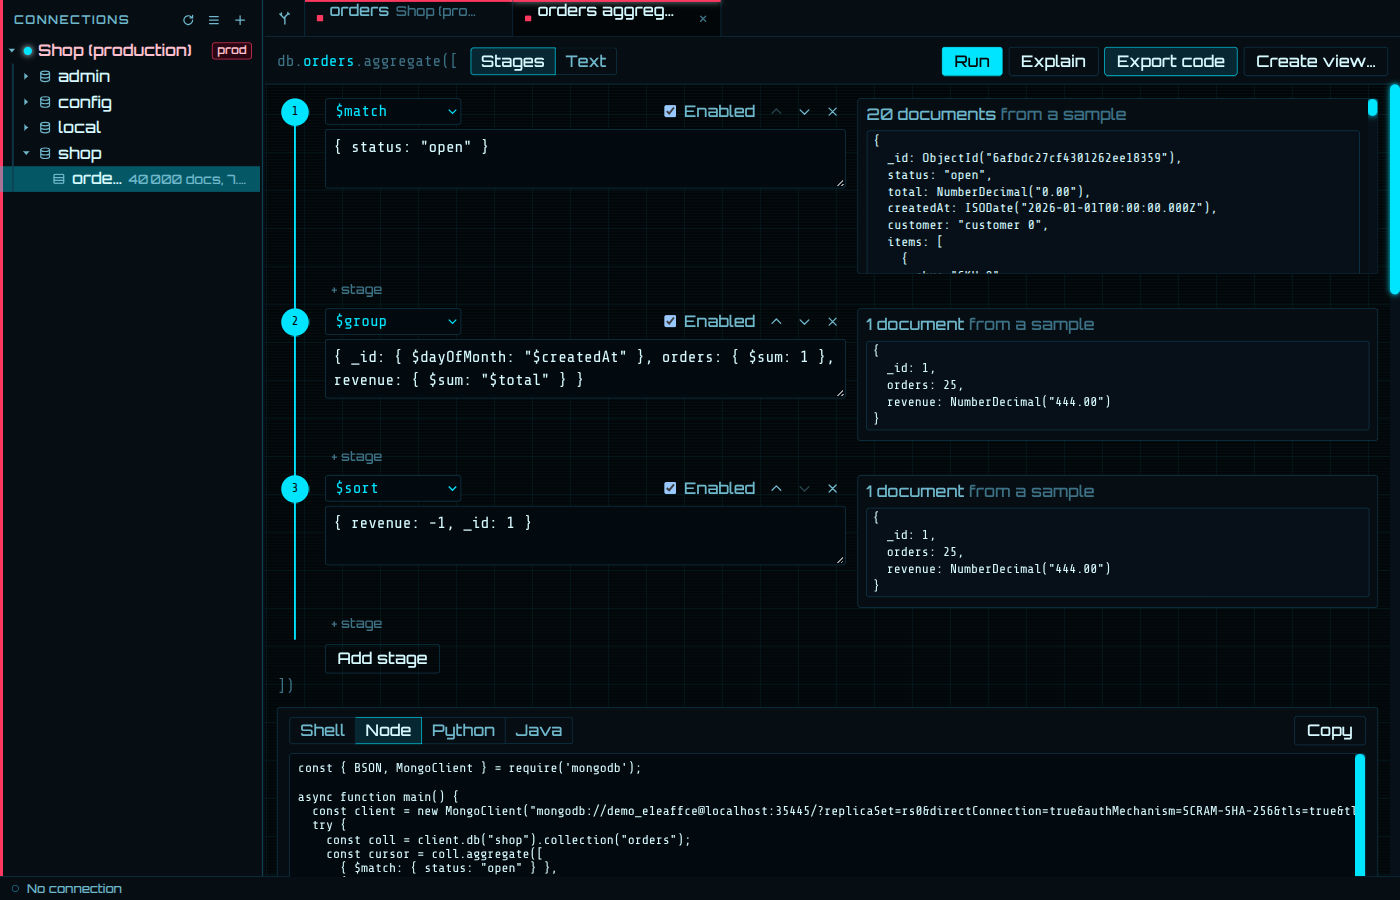 CONNECTIONS
Shop (production) prod
admin
config
local
shop
orde... 40 000 docs, 7....
orders Shop (pro...
orders aggreg...
db.orders.aggregate([
Stages Text
Run Explain Export code Create view...
1 $match Enabled
{ status: "open" }
20 documents from a sample
{
_id: ObjectId("6afbdc27cf4301262ee18359"),
status: "open",
total: NumberDecimal("0.00"),
createdAt: ISODate("2026-01-01T00:00:00.000Z"),
customer: "customer 0",
items: [
{
+ stage
2 $group Enabled
{ _id: { $dayOfMonth: "$createdAt" }, orders: { $sum: 1 },
revenue: { $sum: "$total" } }
1 document from a sample
{
_id: 1,
orders: 25,
revenue: NumberDecimal("444.00")
}
+ stage
3 $sort Enabled
{ revenue: -1, _id: 1 }
1 document from a sample
{
_id: 1,
orders: 25,
revenue: NumberDecimal("444.00")
}
+ stage
Add stage
])
Shell Node Python Java
Copy
const { BSON, MongoClient } = require('mongodb');
async function main() {
const client = new MongoClient("mongodb://demo_e1eaffce@localhost:35445/?replicaSet=rs0&directConnection=true&authMechanism=SCRAM-SHA-256&tls=true&tl
try {
const coll = client.db("shop").collection("orders");
const cursor = coll.aggregate([
{ $match: { status: "open" } },
No connection